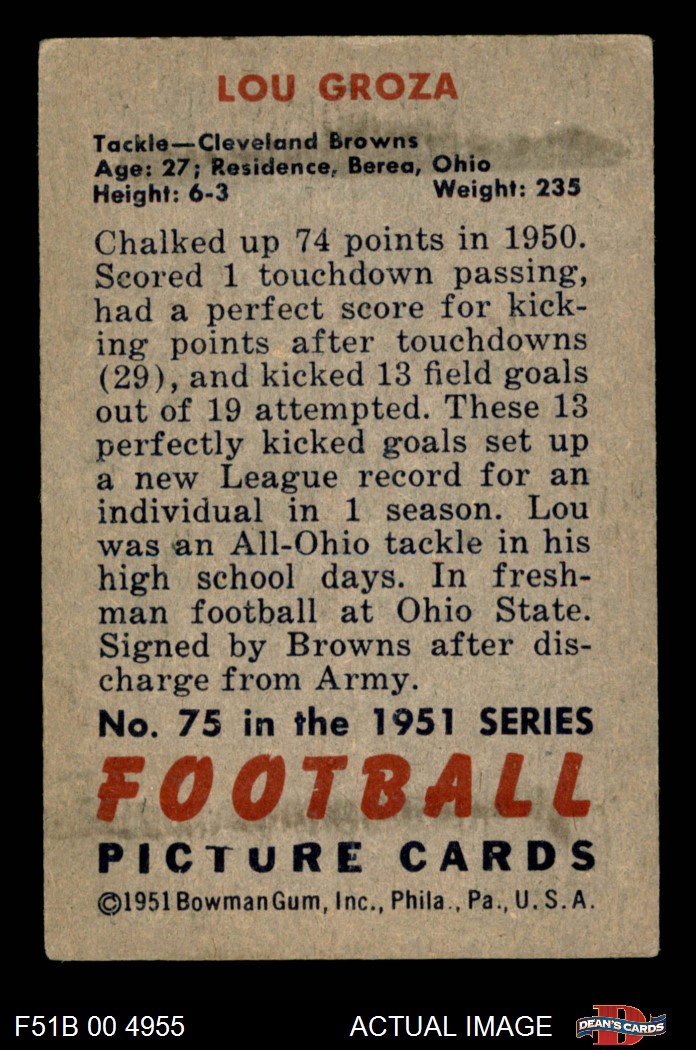 LOU GROZA
Tackle—Cleveland Browns
Age: 27; Residence, Berea, Ohio
Height: 6-3 Weight: 235
Chalked up 74 points in 1950.
Scored 1 touchdown passing,
had a perfect score for kick-
ing points after touchdowns
(29), and kicked 13 field goals
out of 19 attempted. These 13
perfectly kicked goals set up
a new League record for an
individual in 1 season. Lou
was an All-Ohio tackle in his
high school days. In fresh-
man football at Ohio State.
Signed by Browns after dis-
charge from Army.
No. 75 in the 1951 SERIES
FOOTBALL
PICTURE CARDS
©1951 Bowman Gum, Inc., Phila., Pa., U. S. A.
F51B 00 4955 ACTUAL IMAGE
D
DEAN'S CARDS